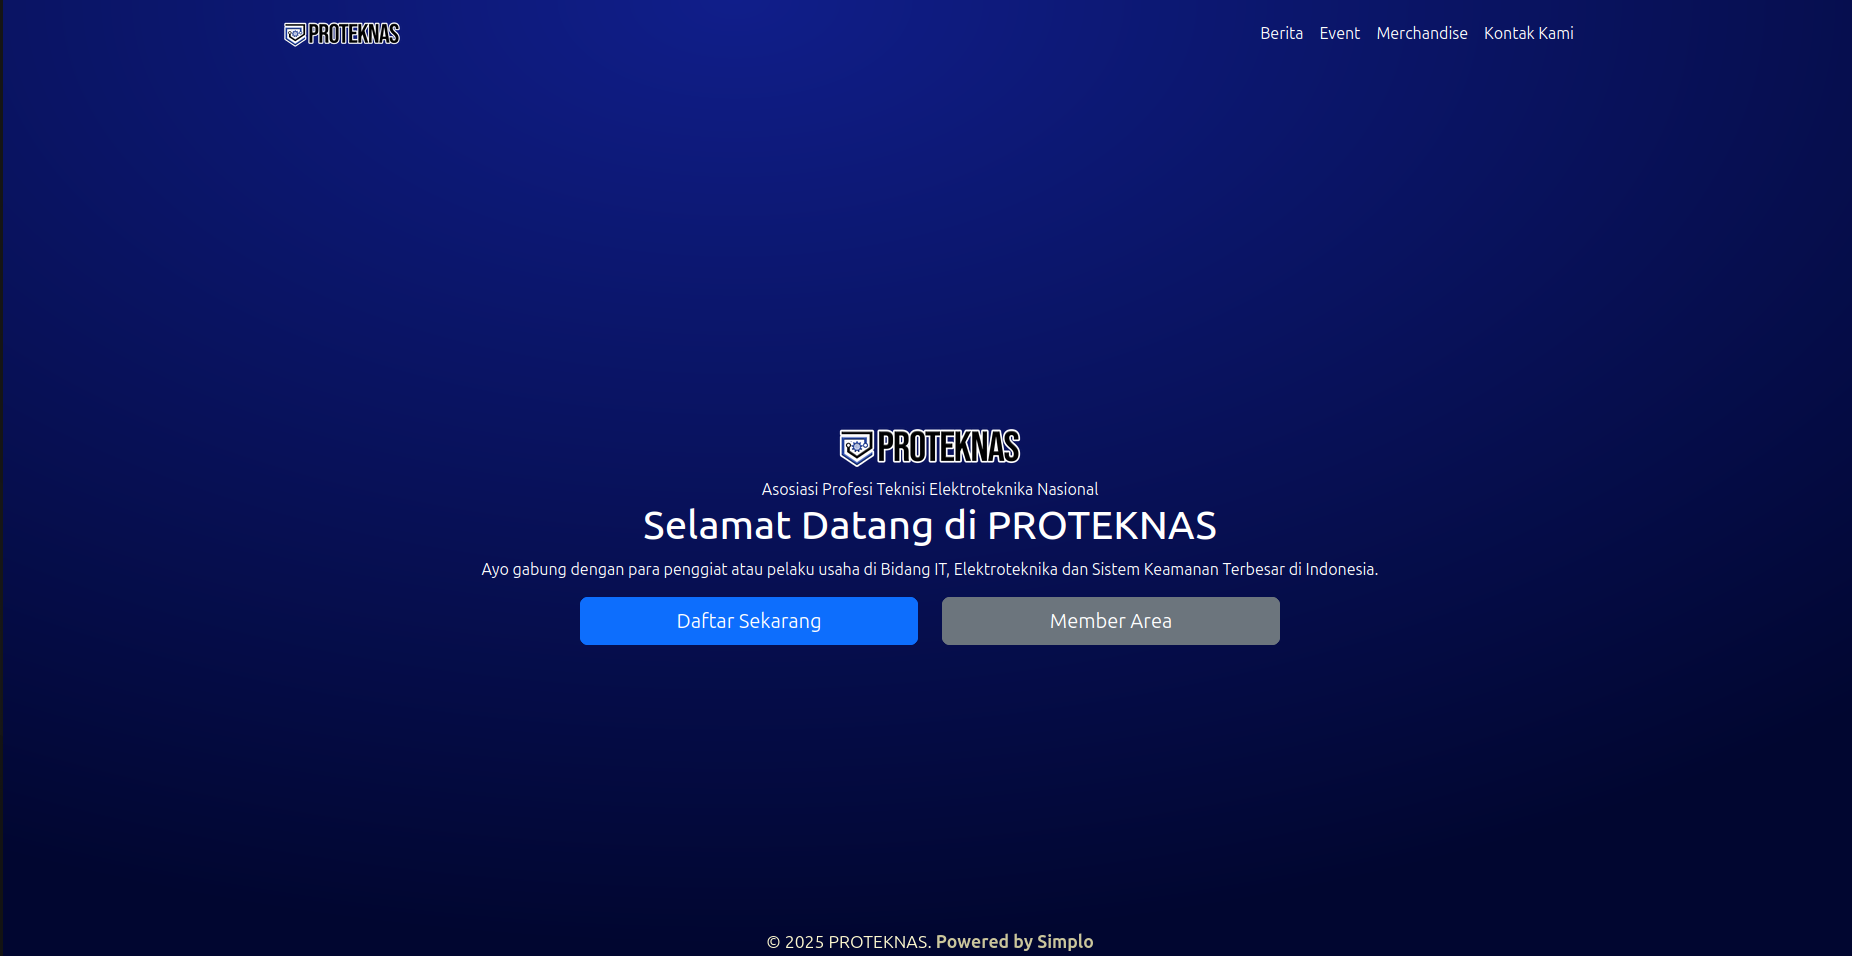 PROTEKNAS
Berita Event Merchandise Kontak Kami
PROTEKNAS
Asosiasi Profesi Teknisi Elektroteknika Nasional
Selamat Datang di PROTEKNAS
Ayo gabung dengan para penggiat atau pelaku usaha di Bidang IT, Elektroteknika dan Sistem Keamanan Terbesar di Indonesia.
Daftar Sekarang
Member Area
© 2025 PROTEKNAS. Powered by Simplo